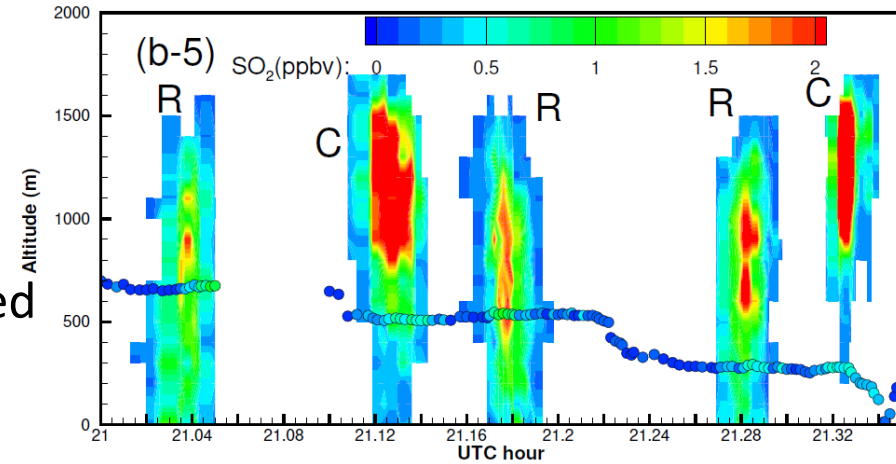 2000
(b-5)
SO2(ppbv):
0 0.5 1 1.5 2
R
C
R
R
C
1500
1000
500
0
Altitude (m)
ed
21 21.04 21.08 21.12 21.16 21.2 21.24 21.28 21.32
UTC hour